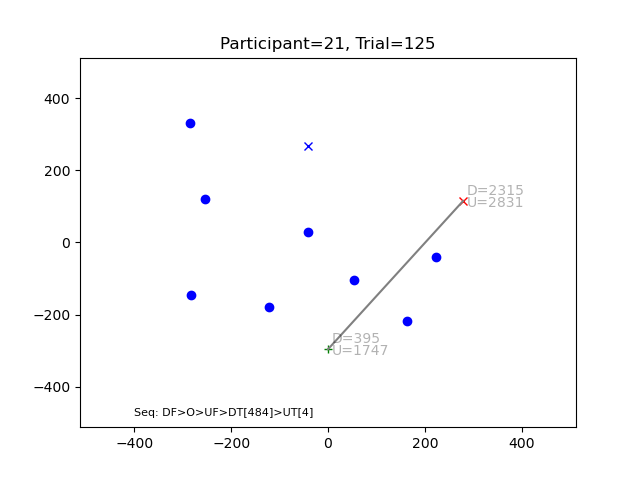 Participant=21, Trial=125
400
200
0
−200
−400
D=2315
U=2831
D=395
U=1747
Seq: DF>O>UF>DT[484]>UT[4]
−400
−200
0
200
400